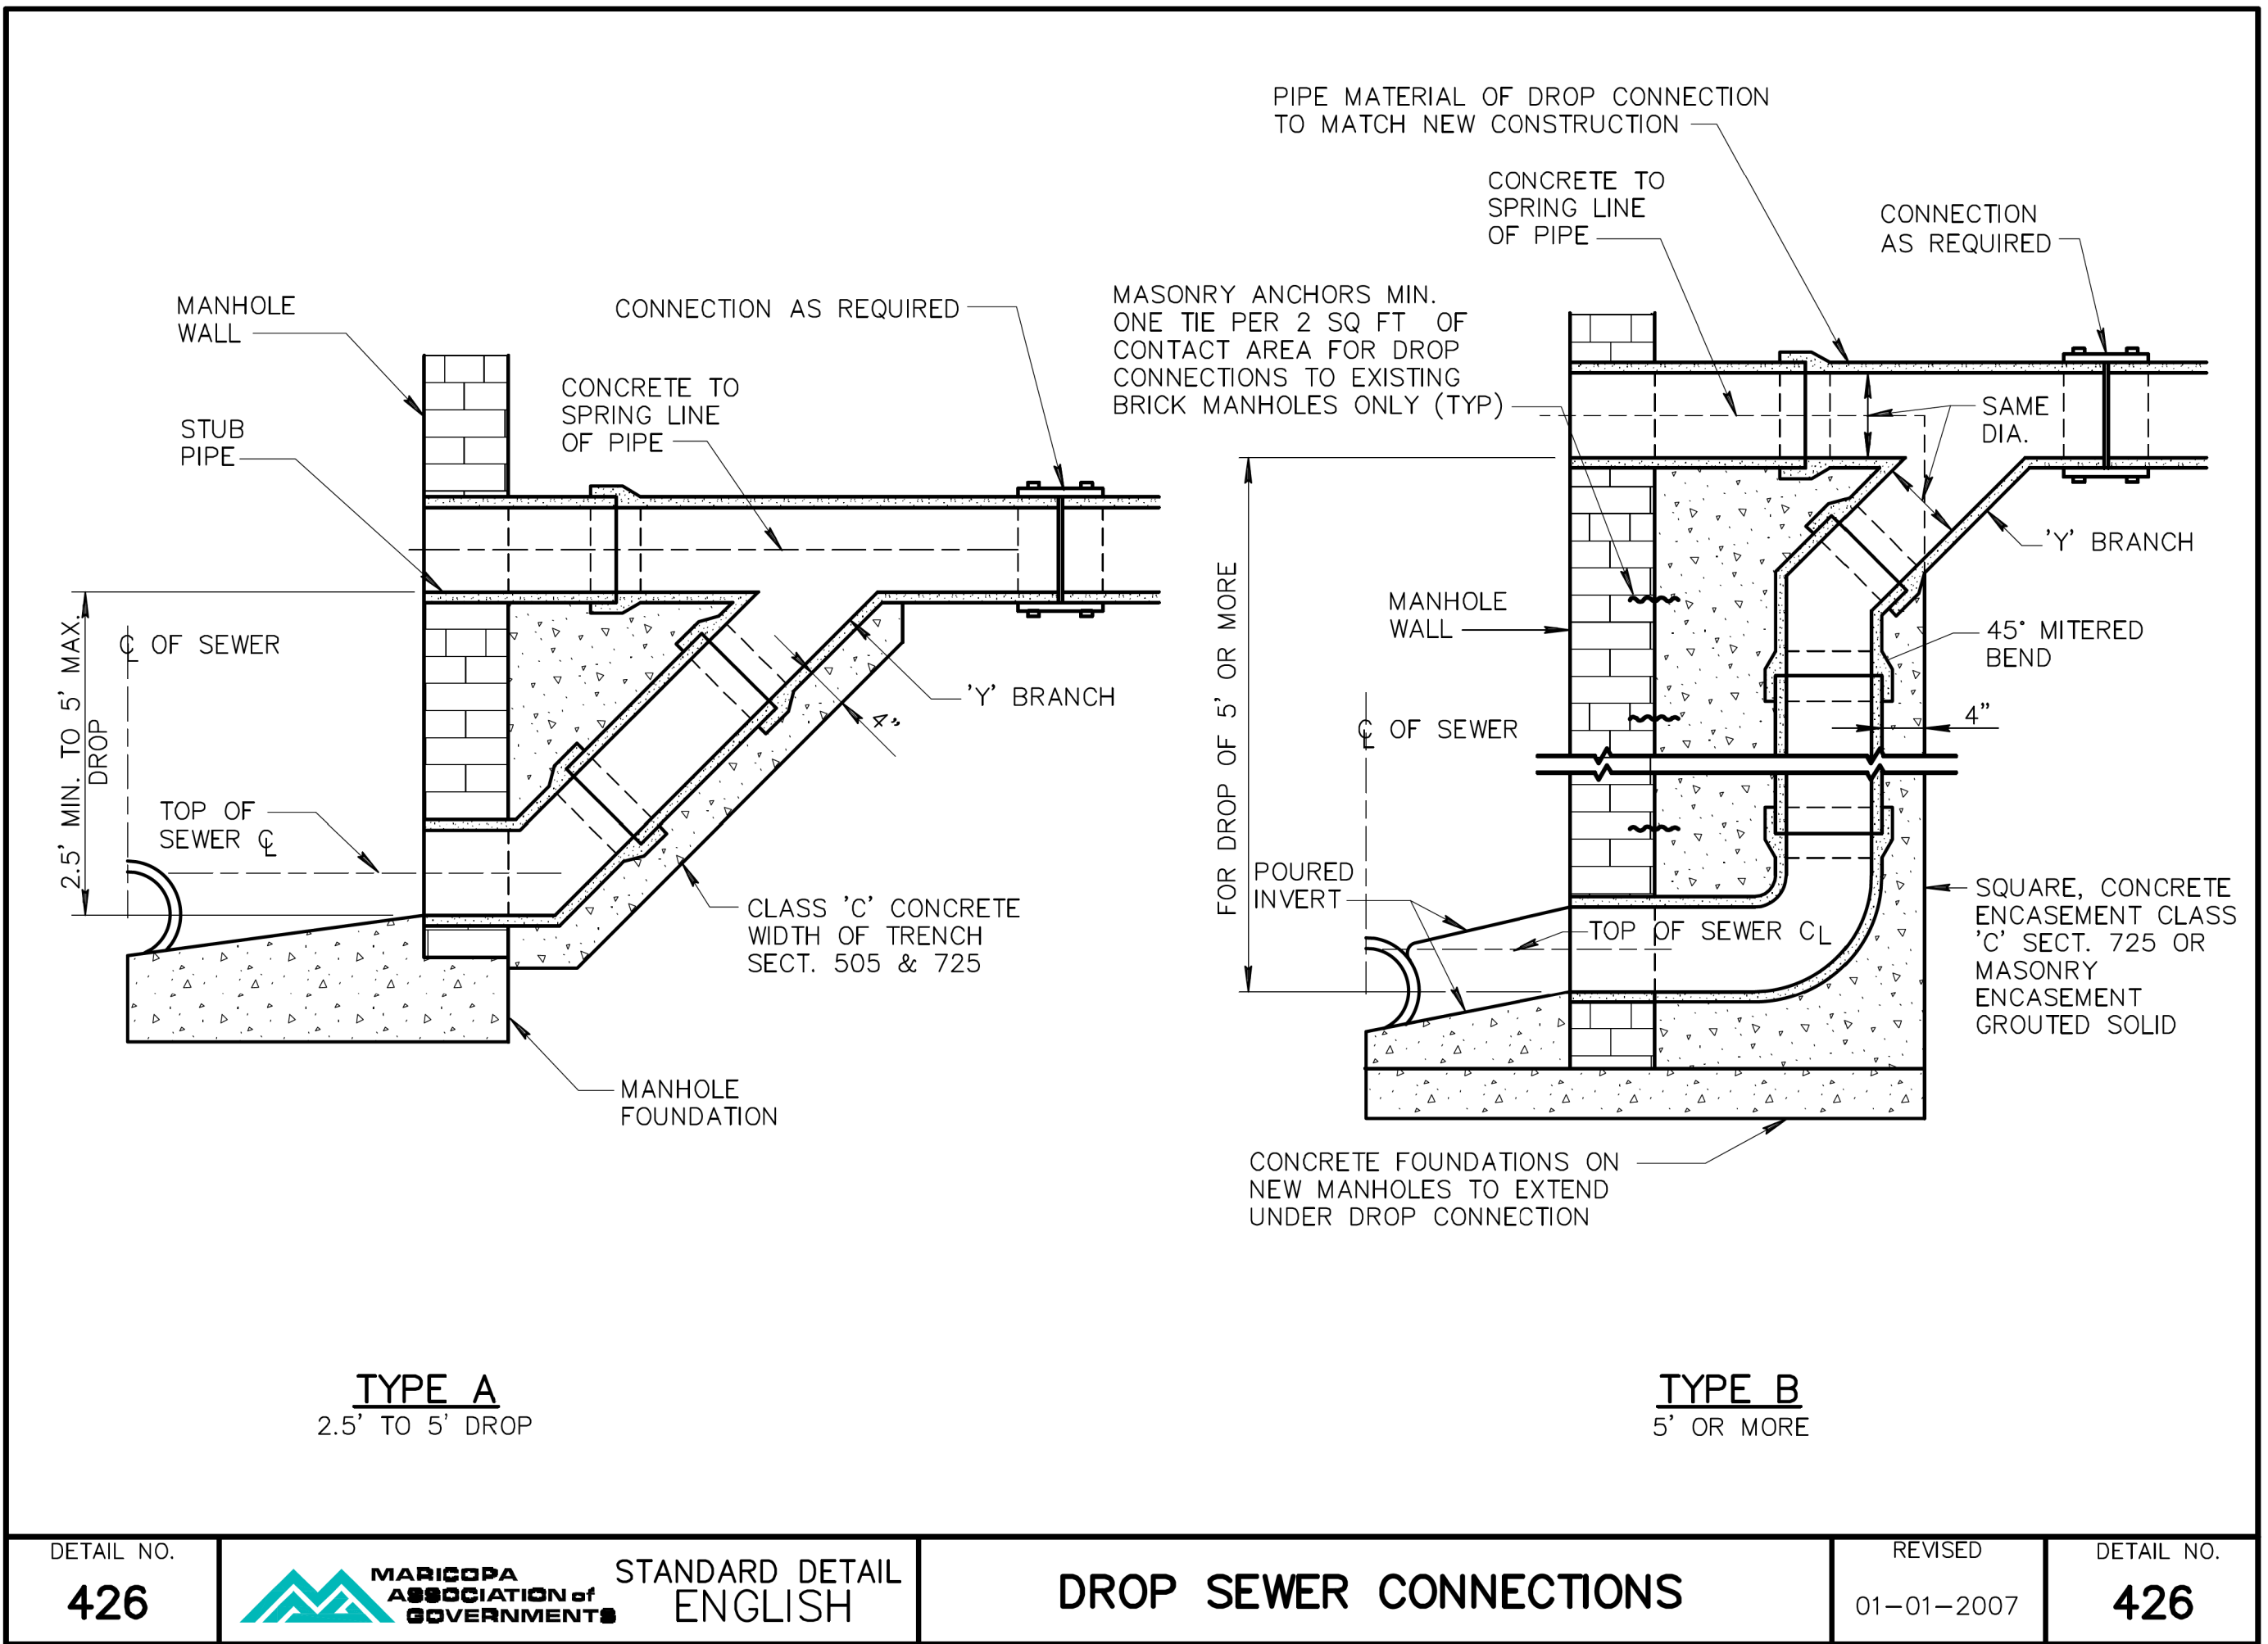 PIPE MATERIAL OF DROP CONNECTION
TO MATCH NEW CONSTRUCTION
CONCRETE TO
SPRING LINE
OF PIPE
CONNECTION
AS REQUIRED
MASONRY ANCHORS MIN.
ONE TIE PER 2 SQ FT OF
CONTACT AREA FOR DROP
CONNECTIONS TO EXISTING
BRICK MANHOLES ONLY (TYP)
MANHOLE
WALL
CONNECTION AS REQUIRED
CONCRETE TO
SPRING LINE
OF PIPE
STUB
PIPE
SAME
DIA.
'Y' BRANCH
MANHOLE
WALL
45° MITERED
BEND
4"
℄ OF SEWER
2.5' MIN. TO 5' MAX.
DROP
'Y' BRANCH
4"
℄ OF SEWER
FOR DROP OF 5' OR MORE
TOP OF
SEWER ℄
POURED
INVERT
TOP OF SEWER CL
CLASS 'C' CONCRETE
WIDTH OF TRENCH
SECT. 505 & 725
SQUARE, CONCRETE
ENCASEMENT CLASS
'C' SECT. 725 OR
MASONRY
ENCASEMENT
GROUTED SOLID
MANHOLE
FOUNDATION
CONCRETE FOUNDATIONS ON
NEW MANHOLES TO EXTEND
UNDER DROP CONNECTION
TYPE A
2.5' TO 5' DROP
TYPE B
5' OR MORE
DETAIL NO.
426
MARICOPA
ASSOCIATION of
GOVERNMENTS
STANDARD DETAIL
ENGLISH
DROP SEWER CONNECTIONS
REVISED
01-01-2007
DETAIL NO.
426